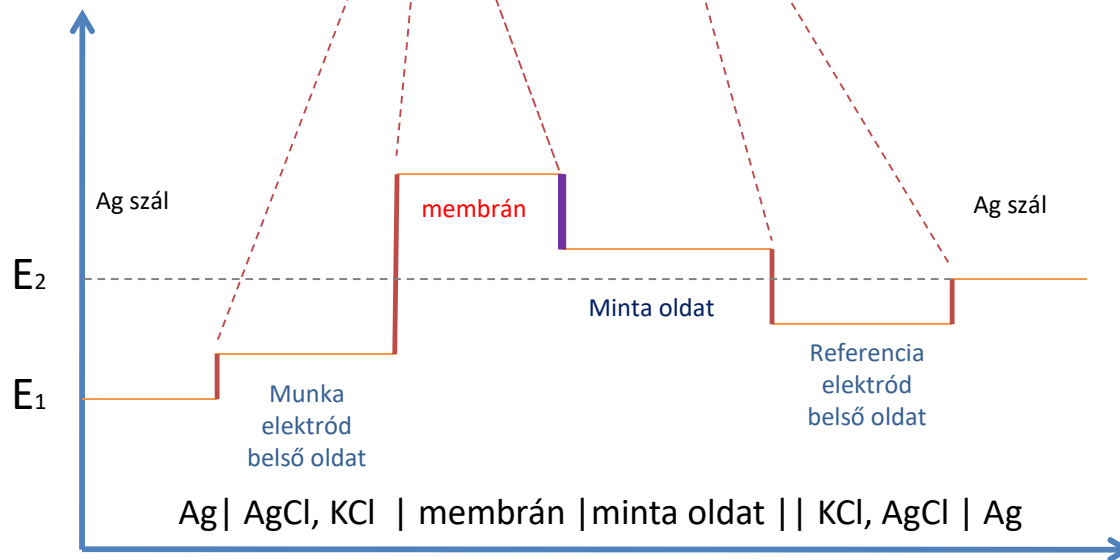 Ag szál
membrán
Ag szál
E2
Minta oldat
Referencia
elektród
belső oldat
E1
Munka
elektród
belső oldat
Ag| AgCl, KCl | membrán |minta oldat || KCl, AgCl | Ag